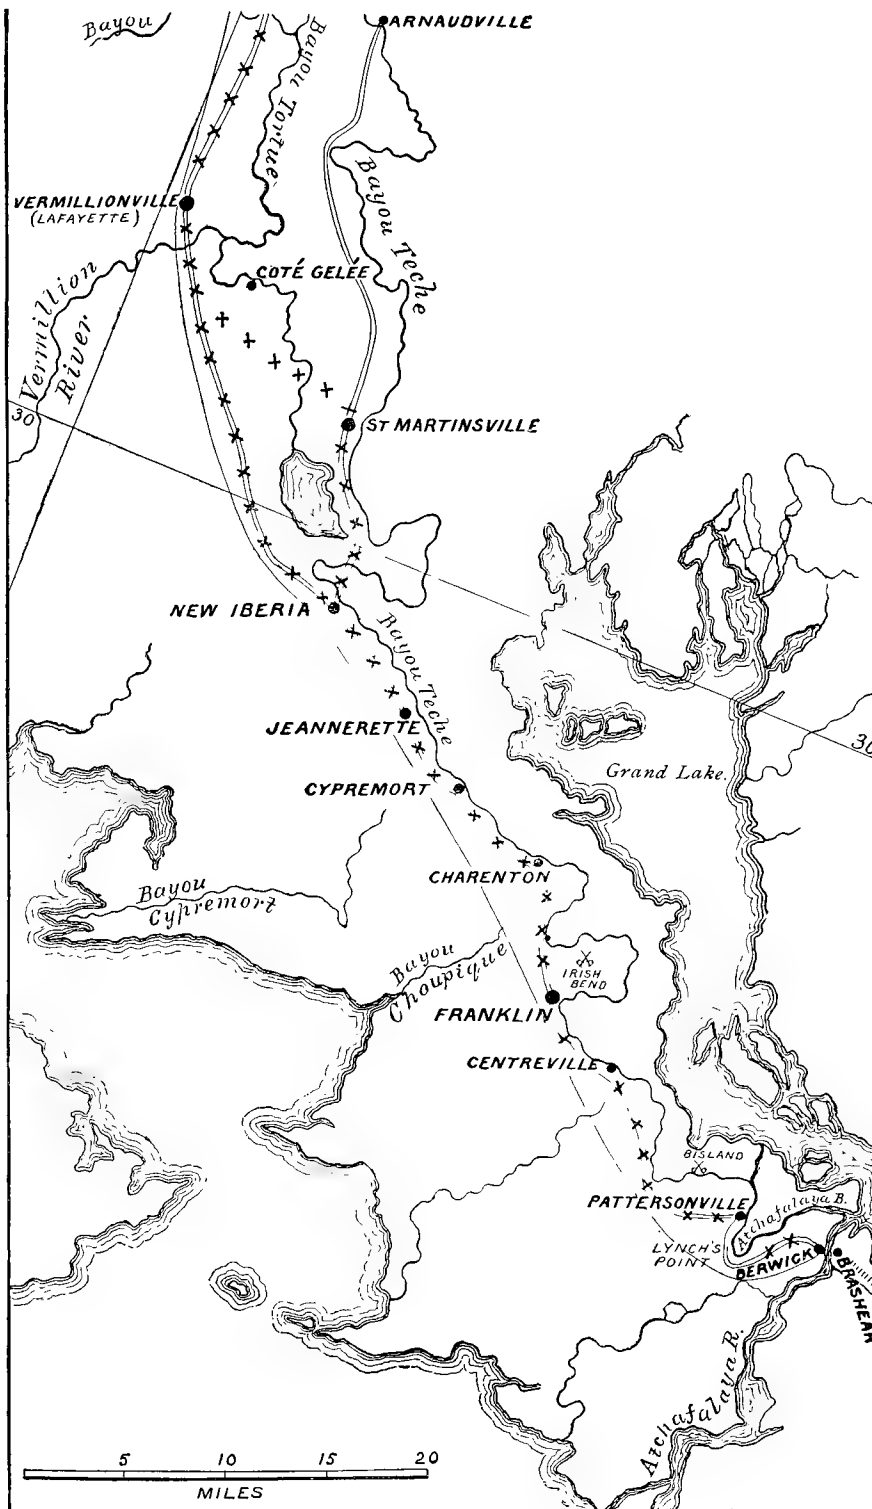 Bayou
ARNAUDVILLE
Bayou Tortue
Bayou Teche
VERMILLIONVILLE
(LAFAYETTE)
COTÉ GELÉE
Vermillion
River
30
ST MARTINSVILLE
NEW IBERIA
Bayou Teche
JEANNERETTE
30
Grand Lake.
CYPREMORT
CHARENTON
Bayou
Cypremort
Bayou
Choupique
IRISH
BEND
FRANKLIN
CENTREVILLE
BISLAND
PATTERSONVILLE
Atchafalaya B.
LYNCH'S
POINT
BERWICK
BRASHEAR
Atchafalaya R.
5 10 15 20
MILES